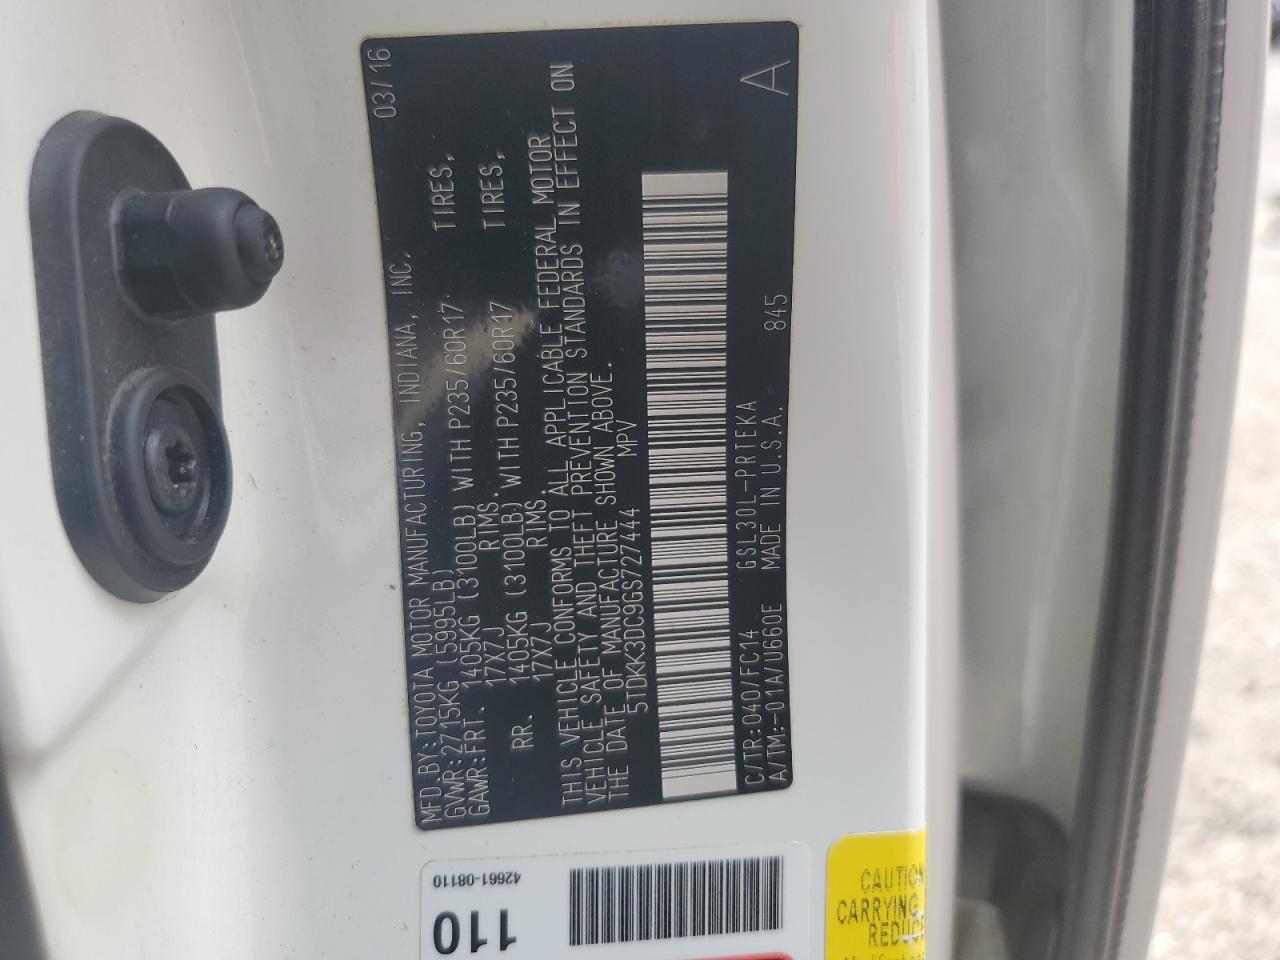 MFD.BY:TOYOTA MOTOR MANUFACTURING, INDIANA, INC. 03/16
GVWR:2715KG (5995LB)
GAWR:FRT. 1405KG (3100LB) WITH P235/60R17 TIRES,
17X7J RIMS.
RR. 1405KG (3100LB) WITH P235/60R17 TIRES,
17X7J RIMS.
THIS VEHICLE CONFORMS TO ALL APPLICABLE FEDERAL MOTOR
VEHICLE SAFETY AND THEFT PREVENTION STANDARDS IN EFFECT ON
THE DATE OF MANUFACTURE SHOWN ABOVE.
5TDKK3DC9GS727444 MPV
C/TR:040/FC14 GSL30L-PRTEKA 845 A
A/TM:-01A/U660E MADE IN U.S.A.
42661-08110
110
CAUTION
CARRYING